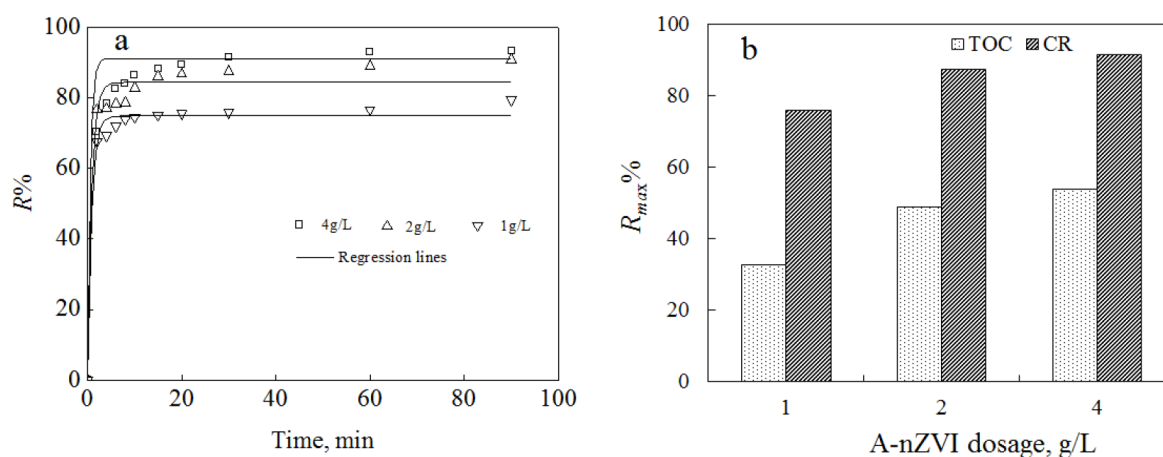 a
R%
100
80
60
40
20
0
4g/L 2g/L 1g/L
Regression lines
0 20 40 60 80 100
Time, min
b
TOC CR
Rmax%
100
80
60
40
20
0
1 2 4
A-nZVI dosage, g/L